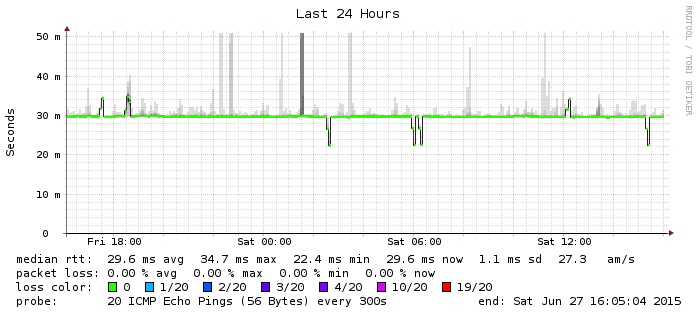 Last 24 Hours
RRDTOOL / TOBI OETIKER
Seconds
50 m
40 m
30 m
20 m
10 m
0
Fri 18:00 Sat 00:00 Sat 06:00 Sat 12:00
median rtt: 29.6 ms avg 34.7 ms max 22.4 ms min 29.6 ms now 1.1 ms sd 27.3 am/s
packet loss: 0.00 % avg 0.00 % max 0.00 % min 0.00 % now
loss color: 0 1/20 2/20 3/20 4/20 10/20 19/20
probe: 20 ICMP Echo Pings (56 Bytes) every 300s end: Sat Jun 27 16:05:04 2015